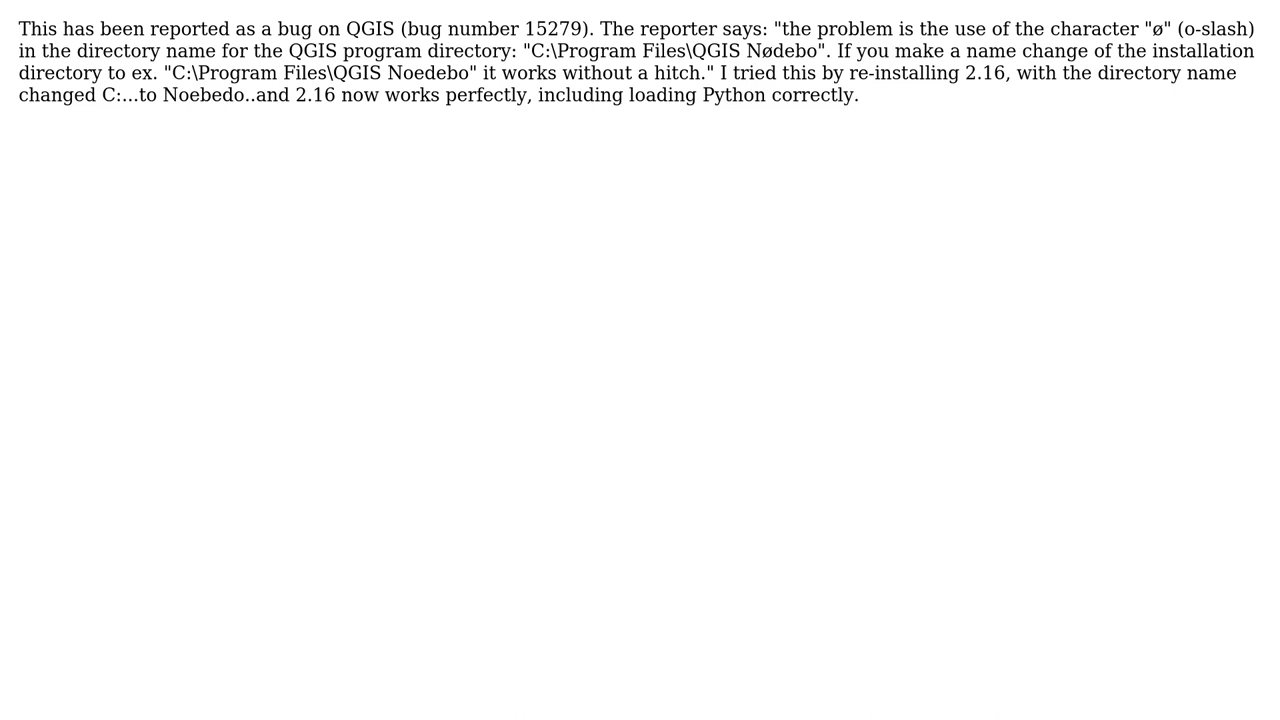 This has been reported as a bug on QGIS (bug number 15279). The reporter says: "the problem is the use of the character "ø" (o-slash)
in the directory name for the QGIS program directory: "C:\Program Files\QGIS Nødebo". If you make a name change of the installation
directory to ex. "C:\Program Files\QGIS Noedebo" it works without a hitch." I tried this by re-installing 2.16, with the directory name
changed C:...to Noebedo..and 2.16 now works perfectly, including loading Python correctly.